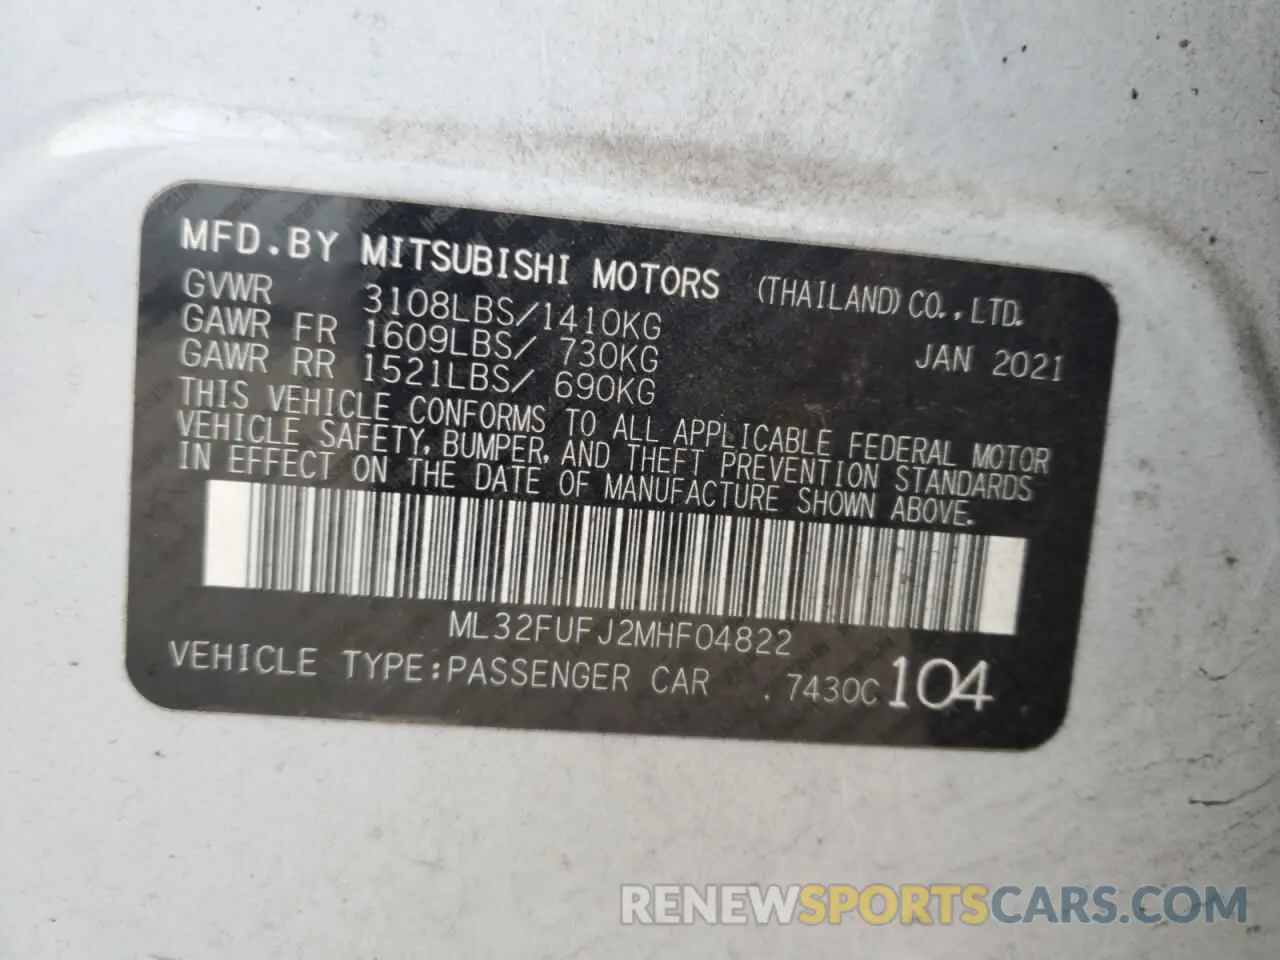 MFD.BY MITSUBISHI MOTORS (THAILAND) CO.,LTD.
GVWR 3108LBS/1410KG
GAWR FR 1609LBS/ 730KG JAN 2021
GAWR RR 1521LBS/ 690KG
THIS VEHICLE CONFORMS TO ALL APPLICABLE FEDERAL MOTOR
VEHICLE SAFETY, BUMPER, AND THEFT PREVENTION STANDARDS
IN EFFECT ON THE DATE OF MANUFACTURE SHOWN ABOVE.
ML32FUFJ2MHF04822
VEHICLE TYPE:PASSENGER CAR .7430C 104
RENEWSPORTSCARS.COM